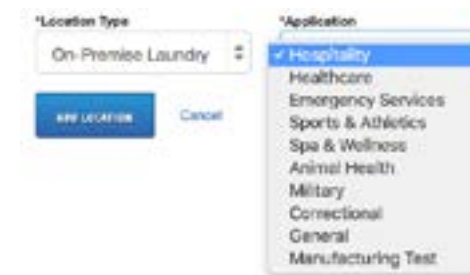 *Location Type
*Application
On-Premise Laundry
✓ Hospitality
Healthcare
Emergency Services
Sports & Athletics
Spa & Wellness
Animal Health
Military
Correctional
General
Manufacturing Test
ADD LOCATION
Cancel